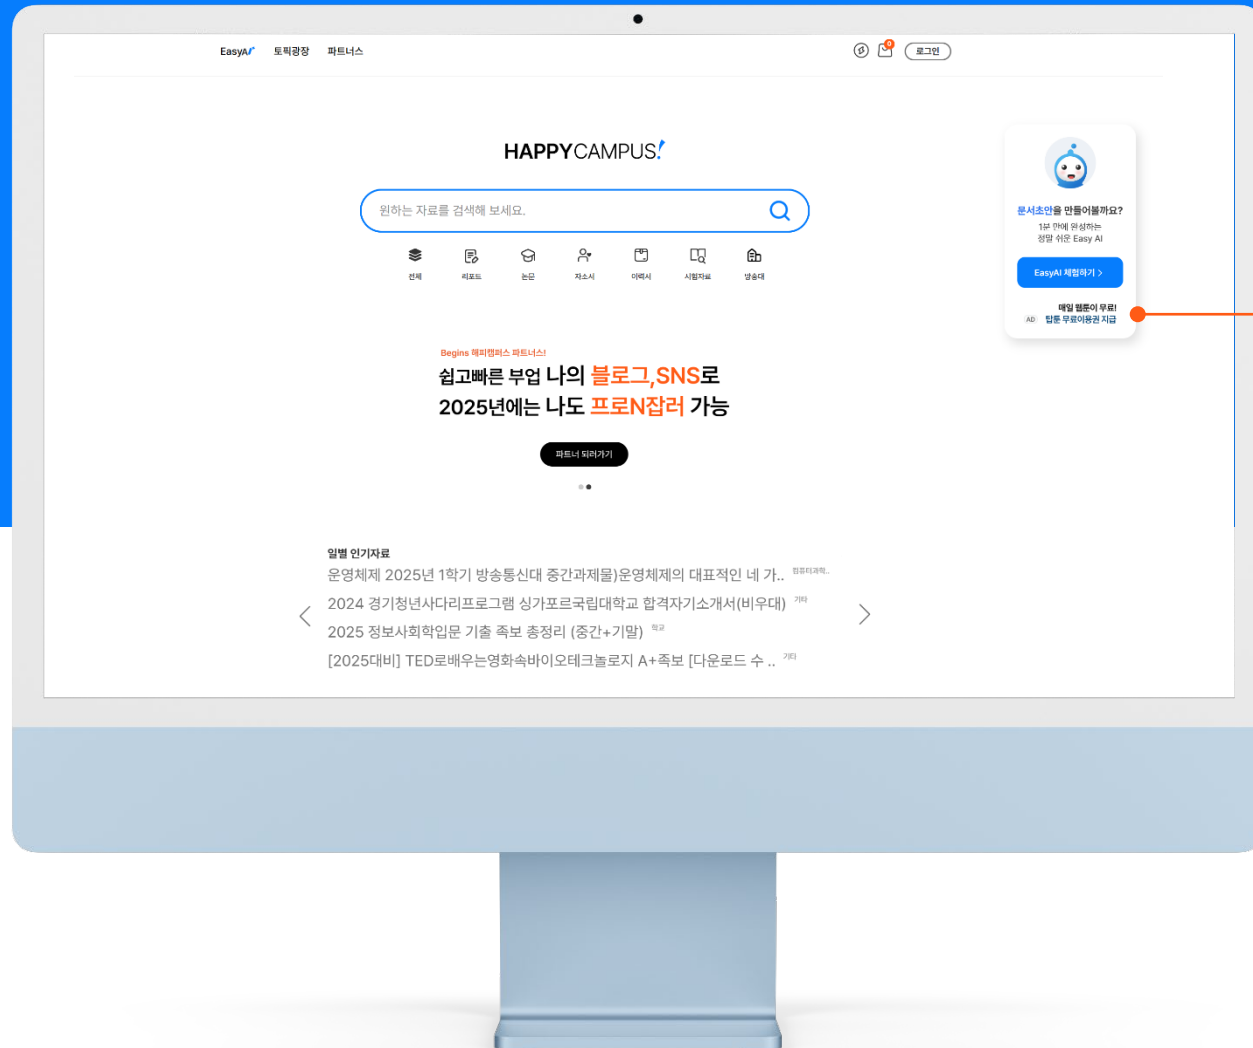 EasyAI 토픽광장 파트너스
0
로그인
HAPPYCAMPUS!
원하는 자료를 검색해 보세요.
전체 리포트 논문 자소서 이력서 시험자료 방송대
문서초안을 만들어볼까요?
1분 만에 완성하는
정말 쉬운 Easy AI
EasyAI 체험하기 >
매일 웹툰이 무료!
AD 탑툰 무료이용권 지급
Begins 해피캠퍼스 파트너스!
쉽고빠른 부업 나의 블로그,SNS로
2025년에는 나도 프로N잡러 가능
파트너 되러가기
일별 인기자료
운영체제 2025년 1학기 방송통신대 중간과제물)운영체제의 대표적인 네 가.. 컴퓨터과학..
2024 경기청년사다리프로그램 싱가포르국립대학교 합격자기소개서(비우대) 기타
2025 정보사회학입문 기출 족보 총정리 (중간+기말) 학교
[2025대비] TED로배우는영화속바이오테크놀로지 A+족보 [다운로드 수 .. 기타